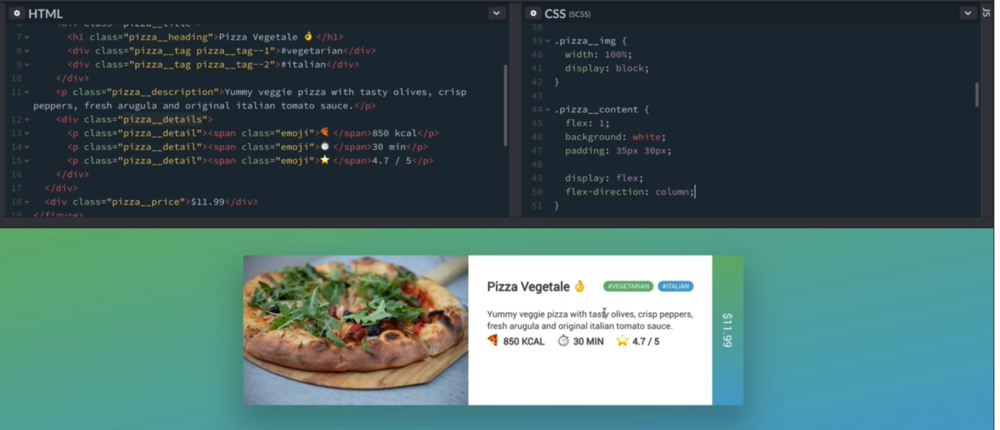 HTML
6 <div class="pizza__title">
7 <h1 class="pizza__heading">Pizza Vegetale 👌 </h1>
8 <div class="pizza__tag pizza__tag--1">#vegetarian</div>
9 <div class="pizza__tag pizza__tag--2">#italian</div>
10 </div>
11 <p class="pizza__description">Yummy veggie pizza with tasty olives, crisp
peppers, fresh arugula and original italian tomato sauce.</p>
12 <div class="pizza__details">
13 <p class="pizza__detail"><span class="emoji">🍕 </span>850 kcal</p>
14 <p class="pizza__detail"><span class="emoji">⏱ </span>30 min</p>
15 <p class="pizza__detail"><span class="emoji">⭐ </span>4.7 / 5</p>
16 </div>
17 </div>
18 <div class="pizza__price">$11.99</div>
19 </figure>
CSS (SCSS)
38
39 .pizza__img {
40 width: 100%;
41 display: block;
42 }
43
44 .pizza__content {
45 flex: 1;
46 background: white;
47 padding: 35px 30px;
48
49 display: flex;
50 flex-direction: column;
51 }
JS
Pizza Vegetale 👌 #VEGETARIAN #ITALIAN
Yummy veggie pizza with tasty olives, crisp peppers,
fresh arugula and original italian tomato sauce.
🍕 850 KCAL ⏱ 30 MIN ⭐ 4.7 / 5
$11.99